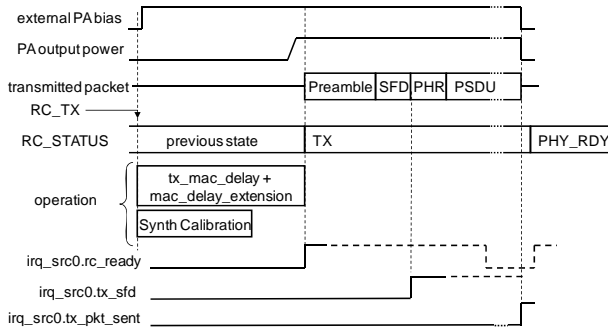 external PA bias
PA output power
transmitted packet
Preamble SFD PHR PSDU
RC_TX
RC_STATUS previous state TX PHY_RDY
tx_mac_delay +
mac_delay_extension
operation
Synth Calibration
irq_src0.rc_ready
irq_src0.tx_sfd
irq_src0.tx_pkt_sent